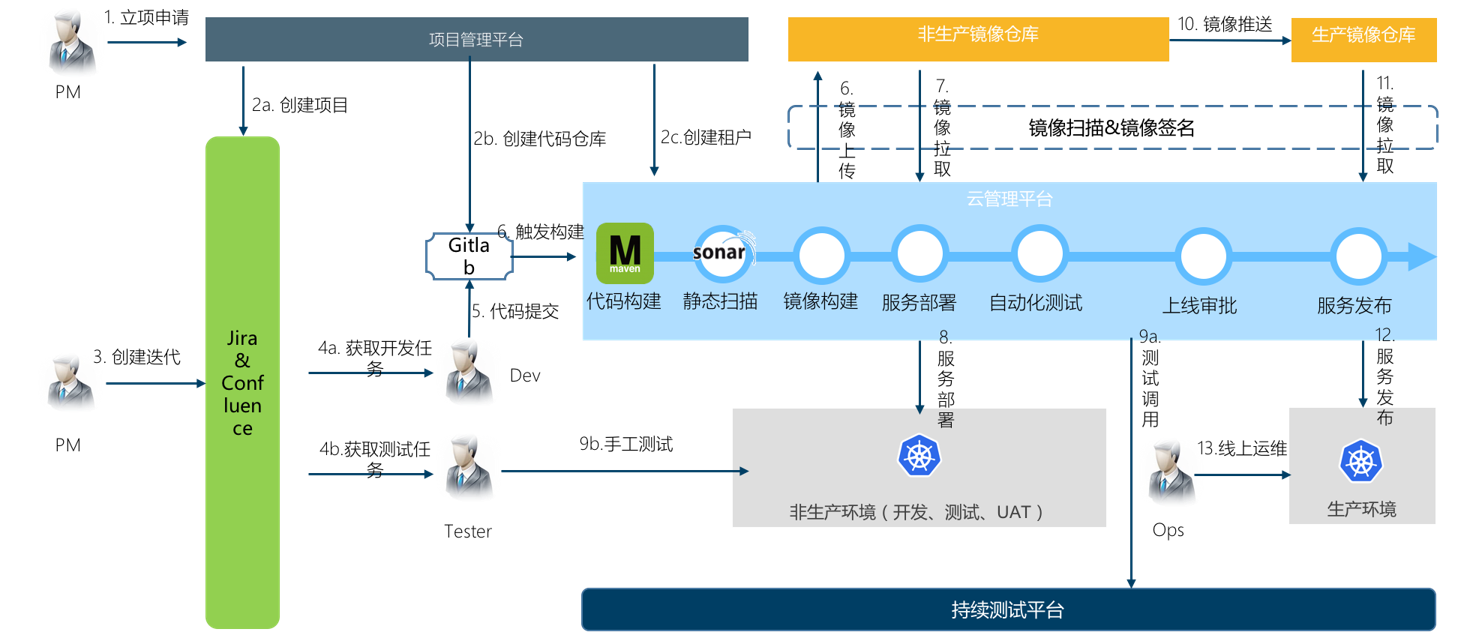 1. 立项申请
PM
项目管理平台
非生产镜像仓库
10. 镜像推送
生产镜像仓库
2a. 创建项目
2b. 创建代码仓库
2c.创建租户
6.
镜
像
上
传
7.
镜
像
拉
取
11.
镜
像
拉
取
镜像扫描&镜像签名
云管理平台
Gitla
b
6. 触发构建
M
maven
sonar
代码构建
静态扫描
镜像构建
服务部署
自动化测试
上线审批
服务发布
5. 代码提交
3. 创建迭代
PM
Jira
&
Conf
luen
ce
4a. 获取开发任
务
Dev
4b.获取测试任
务
Tester
9b.手工测试
8.
服
务
部
署
9a.
测
试
调
用
12.
服
务
发
布
非生产环境（开发、测试、UAT）
13.线上运维
Ops
生产环境
持续测试平台